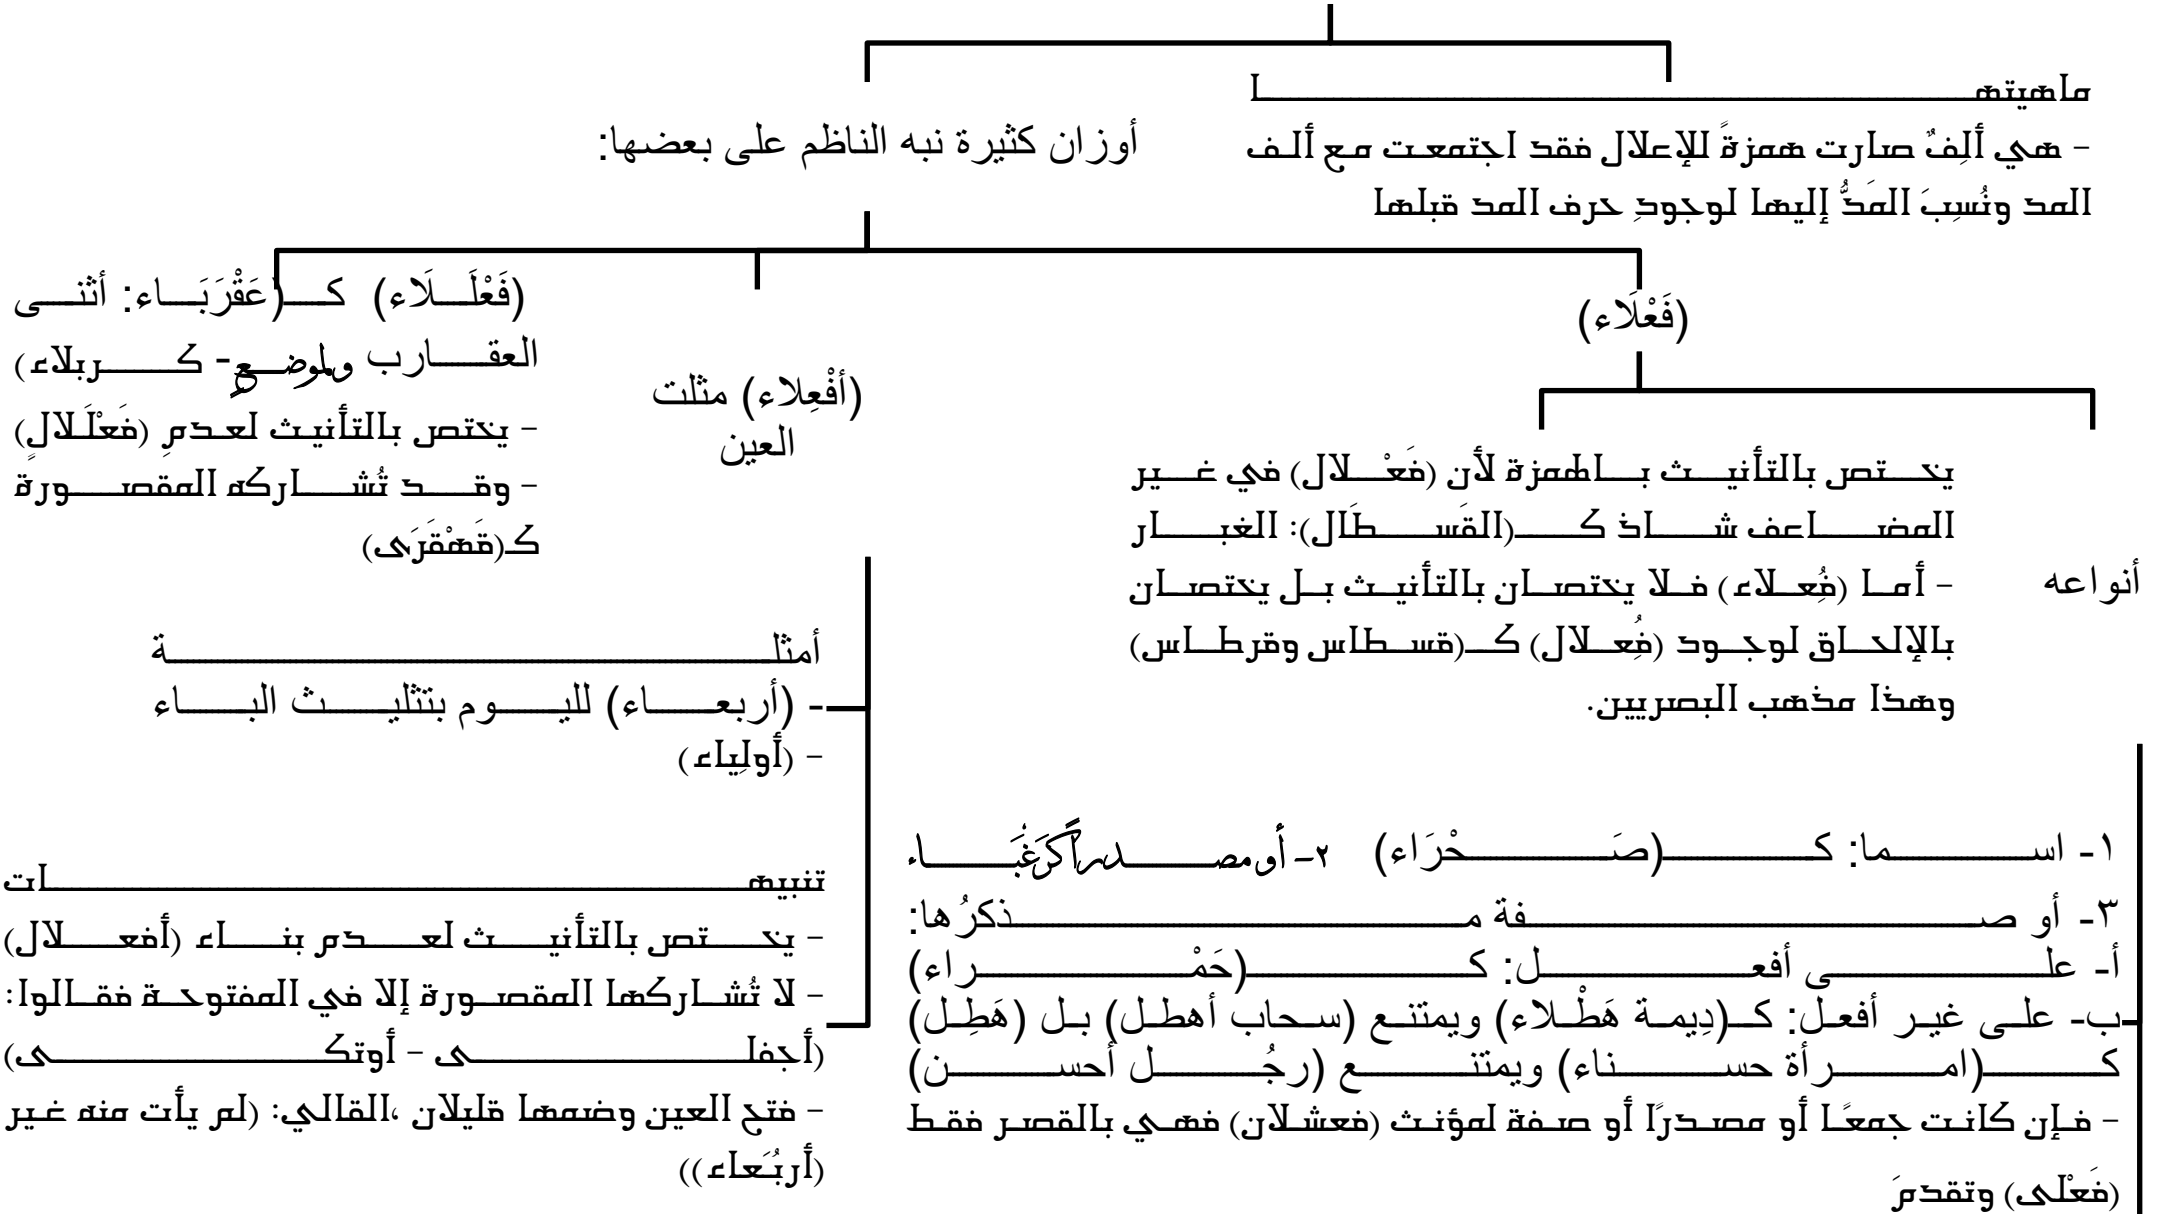 ماهيتها
- هي ألِفٌ صارت همزةً للإعلال فقد اجتمعت مع ألف
المد ونُسِبَ المَدُّ إليها لوجودِ حرف المد قبلها
أوزان كثيرة نبه الناظم على بعضها:
(فَعْلَاء)
أنواعه
يختص بالتأنيث بالهمزة لأن (فَعْلال) في غير
المضاعف شاذ كـ(القَسطَال): الغبار
- أما (فُِعلاء) فلا يختصان بالتأنيث بل يختصان
بالإلحاق لوجود (فُِعلال) كـ(قسطاس وقرطاس)
وهذا مذهب البصريين.
١- اسما: كـ(صَحْرَاء) ٢- أو مصدرا كرَغْبَاء
٣- أو صفة مذكرُها:
أ- على أفعل: كـ(حَمْراء)
ب- على غير أفعل: كـ(دِيمة هَطْلاء) ويمتنع (سحاب أهطل) بل (هَطِل)
كـ(امرأة حسناء) ويمتنع (رجُل أحسن)
- فإن كانت جمعًا أو مصدرًا أو صفة لمؤنث (فعشلان) فهي بالقصر فقط
(فَعْلى) وتقدمَ
(أفْعِلاء) مثلت
العين
أمثلة
- (أربعاء) لليوم بتثليث الباء
- (أولِياء)
تنبيهات
- يختص بالتأنيث لعدم بناء (أفعلال)
- لا تُشاركها المقصورة إلا في المفتوحة فقالوا:
(أجفلى - أوتكى)
- فتح العين وضمها قليلان ،القالي: (لم يأت منه غير
(أربُعاء))
(فَعْلَلَاء) كـ(عَقْرَبَاء: أنثى
العقارب ولموضع- كربلاء)
- يختص بالتأنيث لعدمِ (فَعْلَلالٍ)
- وقد تُشاركه المقصورة
كـ(قَهْقَرَى)